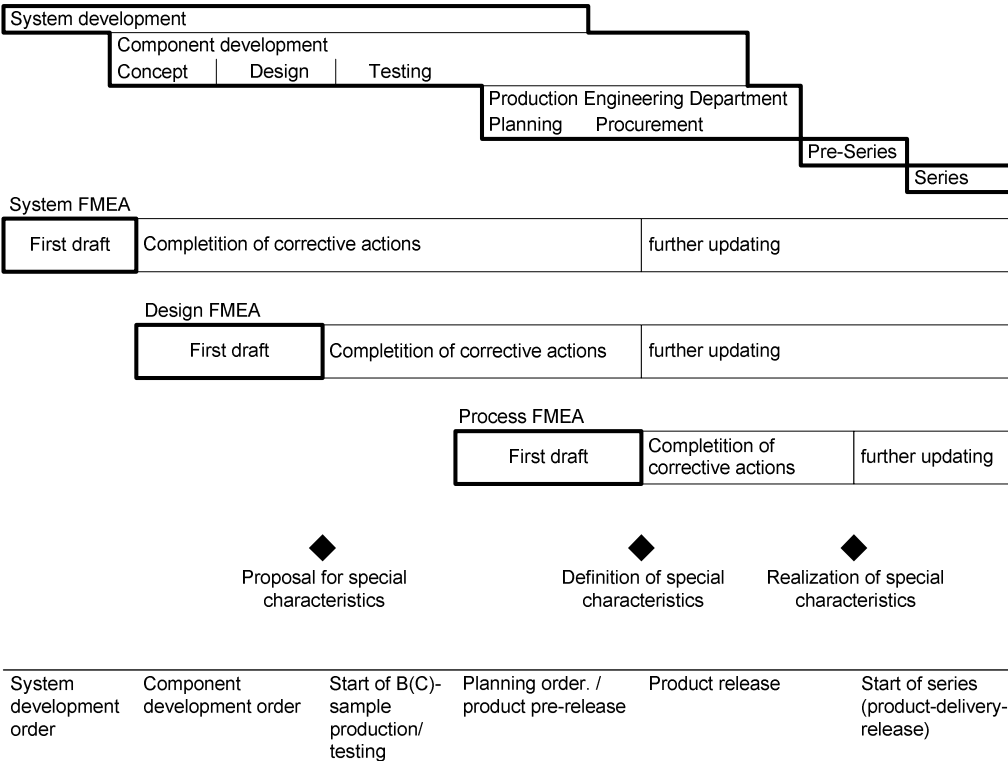 System development
Component development
Concept Design Testing
Production Engineering Department
Planning Procurement
Pre-Series
Series
System FMEA
First draft Completition of corrective actions further updating
Design FMEA
First draft Completition of corrective actions further updating
Process FMEA
First draft
Completition of
corrective actions
further updating
Proposal for special
characteristics
Definition of special
characteristics
Realization of special
characteristics
System
development
order
Component
development order
Start of B(C)-
sample
production/
testing
Planning order. /
product pre-release
Product release
Start of series
(product-delivery-
release)